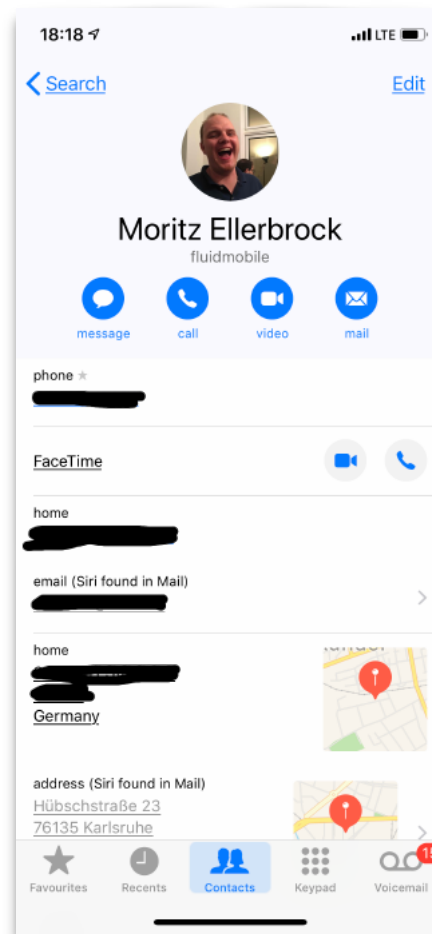 18:18
LTE
Search
Edit
Moritz Ellerbrock
fluidmobile
message
call
video
mail
phone
FaceTime
home
email (Siri found in Mail)
home
Germany
address (Siri found in Mail)
Hübschstraße 23
76135 Karlsruhe
Favourites
Recents
Contacts
Keypad
Voicemail